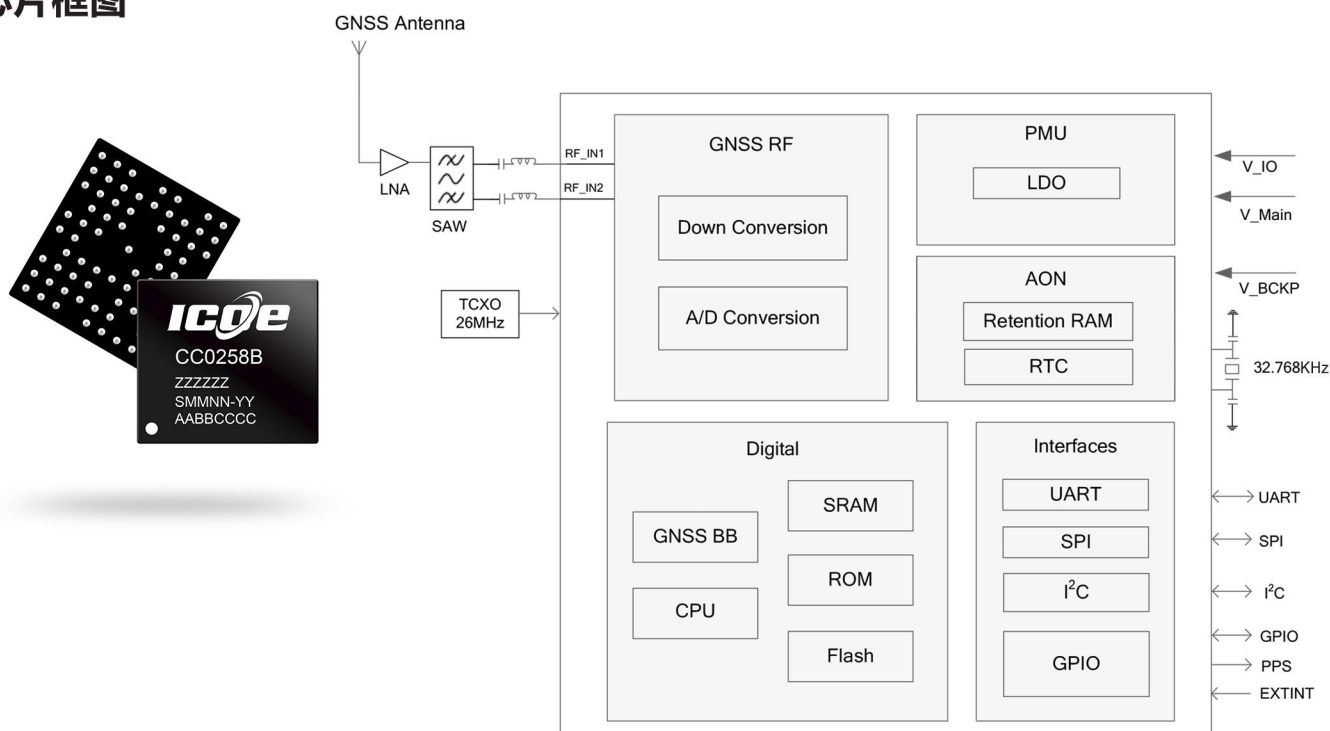 芯片框图
GNSS Antenna
LNA
SAW
RF_IN1
RF_IN2
TCXO
26MHz
GNSS RF
Down Conversion
A/D Conversion
PMU
LDO
AON
Retention RAM
RTC
V_IO
V_Main
V_BCKP
32.768KHz
ICOE
CC0258B
ZZZZZZ
SMMNN-YY
AABBCCCC
Digital
GNSS BB
CPU
SRAM
ROM
Flash
Interfaces
UART
SPI
I²C
GPIO
UART
SPI
I²C
GPIO
PPS
EXTINT